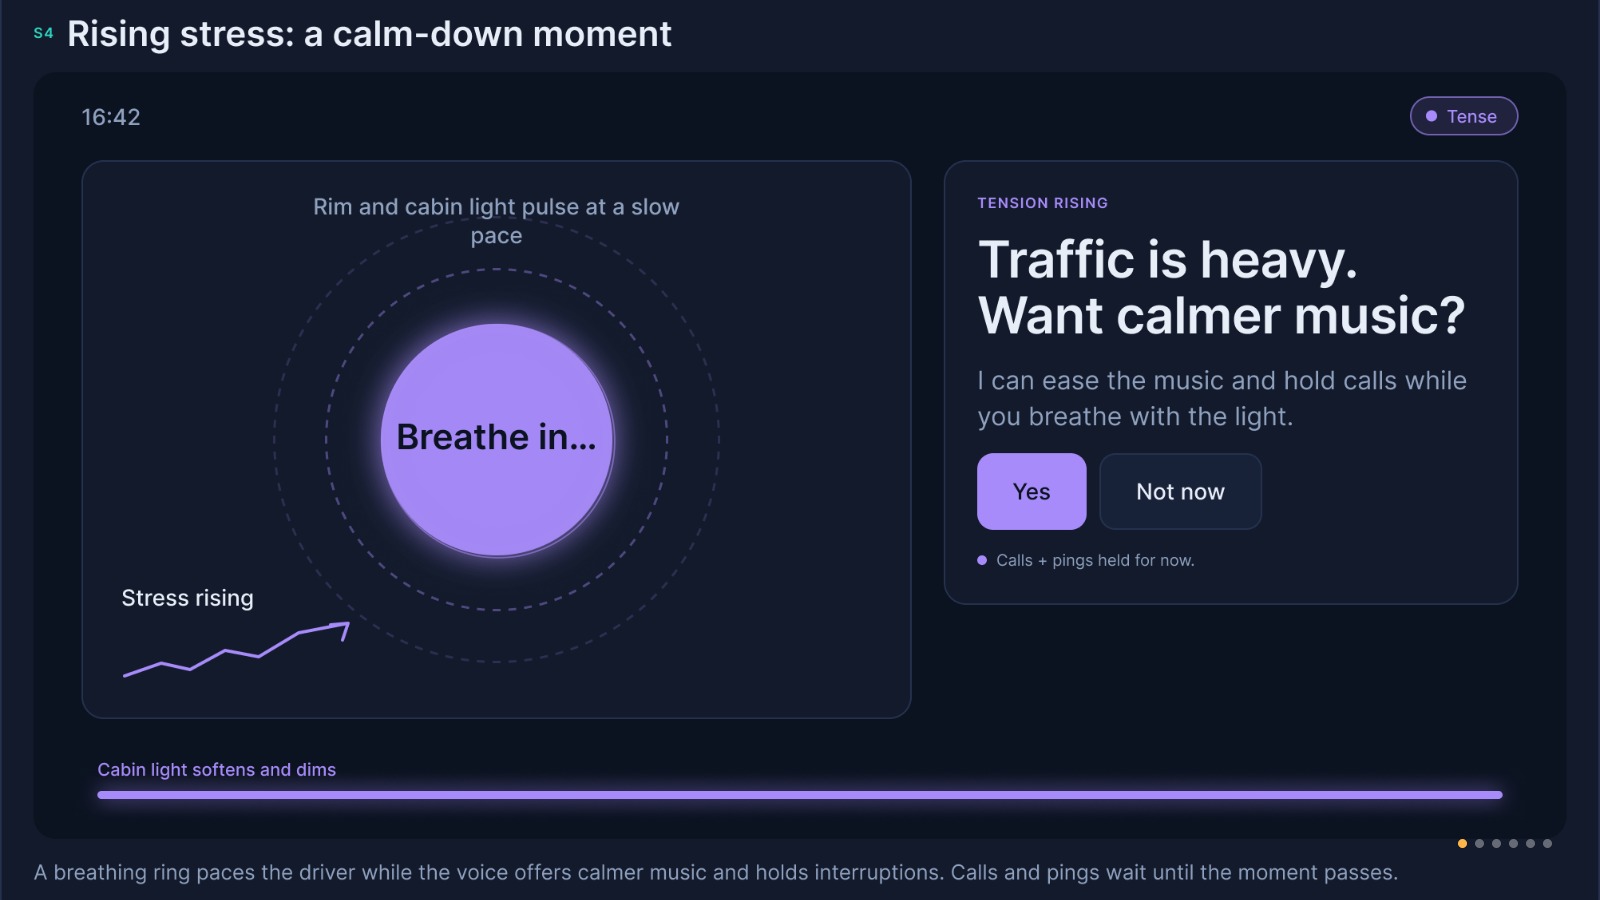 S4 Rising stress: a calm-down moment
16:42
Tense
Rim and cabin light pulse at a slow
pace
Breathe in...
Stress rising
TENSION RISING
Traffic is heavy.
Want calmer music?
I can ease the music and hold calls while
you breathe with the light.
Yes
Not now
Calls + pings held for now.
Cabin light softens and dims
A breathing ring paces the driver while the voice offers calmer music and holds interruptions. Calls and pings wait until the moment passes.